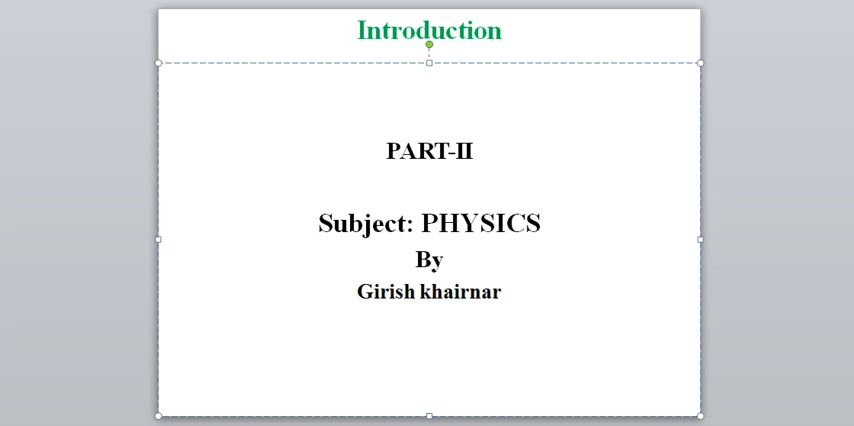 Introduction
PART-II
Subject: PHYSICS
By
Girish khairnar